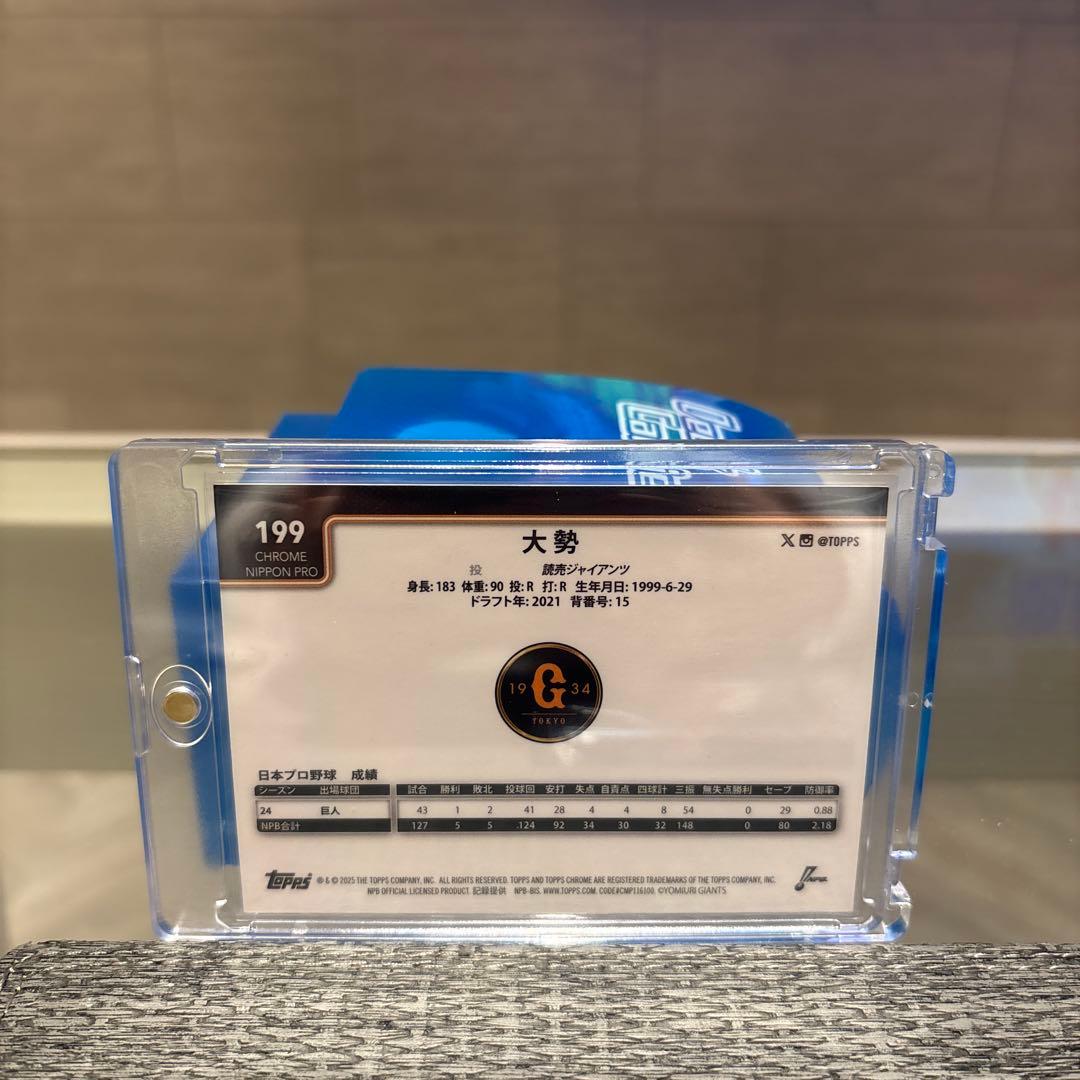 199
CHROME
NIPPON PRO
大勢
X @TOPPS
投 読売ジャイアンツ
身長: 183 体重: 90 投: R 打: R 生年月日: 1999-6-29
ドラフト年: 2021 背番号: 15
19 G 34
TOKYO
日本プロ野球 成績
シーズン 出場球団 試合 勝利 敗北 投球回 安打 失点 自責点 四球計 三振 無失点勝利 セーブ 防御率
24 巨人 43 1 2 41 28 4 4 8 54 0 29 0.88
NPB合計 127 5 5 .124 92 34 30 32 148 0 80 2.18
Topps ® & © 2025 THE TOPPS COMPANY, INC. ALL RIGHTS RESERVED. TOPPS AND TOPPS CHROME ARE REGISTERED TRADEMARKS OF THE TOPPS COMPANY, INC.
NPB OFFICIAL LICENSED PRODUCT. 記録提供 NPB-BIS. WWW.TOPPS.COM. CODE#CMP116100. ©YOMIURI GIANTS